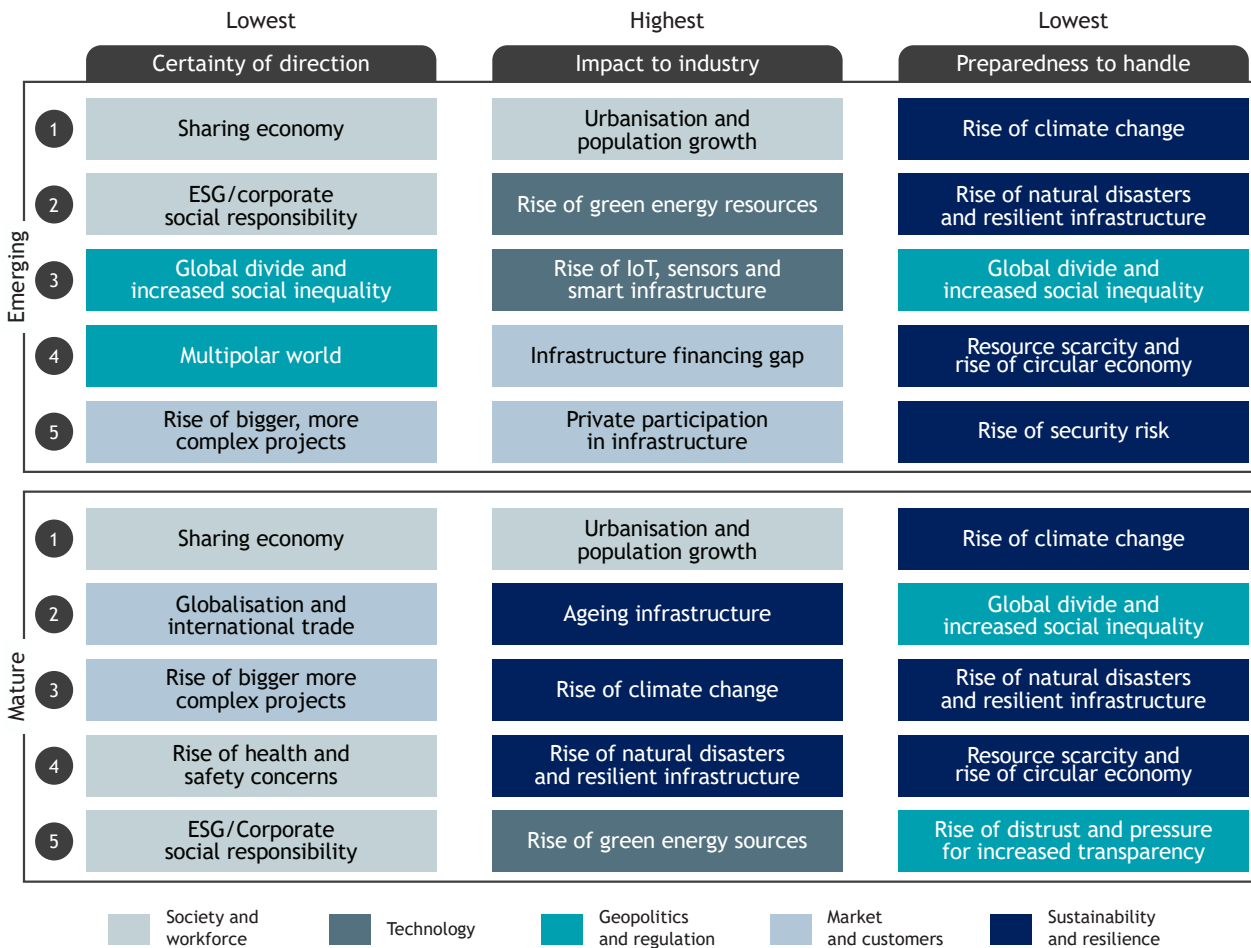 Lowest
Highest
Lowest
Certainty of direction
Impact to industry
Preparedness to handle
Emerging
1
Sharing economy
Urbanisation and
population growth
Rise of climate change
2
ESG/corporate
social responsibility
Rise of green energy resources
Rise of natural disasters
and resilient infrastructure
3
Global divide and
increased social inequality
Rise of IoT, sensors and
smart infrastructure
Global divide and
increased social inequality
4
Multipolar world
Infrastructure financing gap
Resource scarcity and
rise of circular economy
5
Rise of bigger, more
complex projects
Private participation
in infrastructure
Rise of security risk
Mature
1
Sharing economy
Urbanisation and
population growth
Rise of climate change
2
Globalisation and
international trade
Ageing infrastructure
Global divide and
increased social inequality
3
Rise of bigger more
complex projects
Rise of climate change
Rise of natural disasters
and resilient infrastructure
4
Rise of health and
safety concerns
Rise of natural disasters
and resilient infrastructure
Resource scarcity and
rise of circular economy
5
ESG/Corporate
social responsibility
Rise of green energy sources
Rise of distrust and pressure
for increased transparency
Society and
workforce
Technology
Geopolitics
and regulation
Market
and customers
Sustainability
and resilience